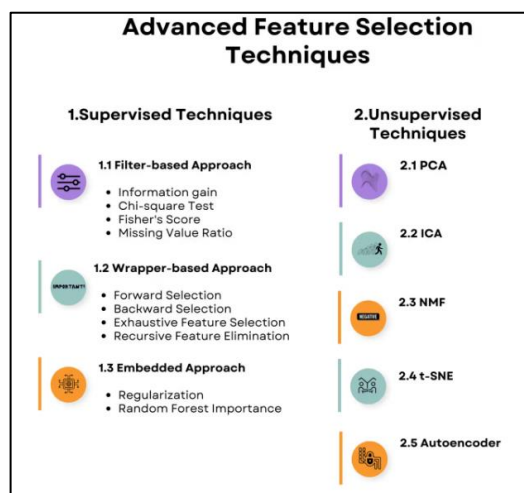 Advanced Feature Selection
Techniques
1.Supervised Techniques
1.1 Filter-based Approach
• Information gain
• Chi-square Test
• Fisher's Score
• Missing Value Ratio
IMPORTANT!
1.2 Wrapper-based Approach
• Forward Selection
• Backward Selection
• Exhaustive Feature Selection
• Recursive Feature Elimination
1.3 Embedded Approach
• Regularization
• Random Forest Importance
2.Unsupervised
Techniques
2.1 PCA
2.2 ICA
NEGATIVE
2.3 NMF
2.4 t-SNE
2.5 Autoencoder